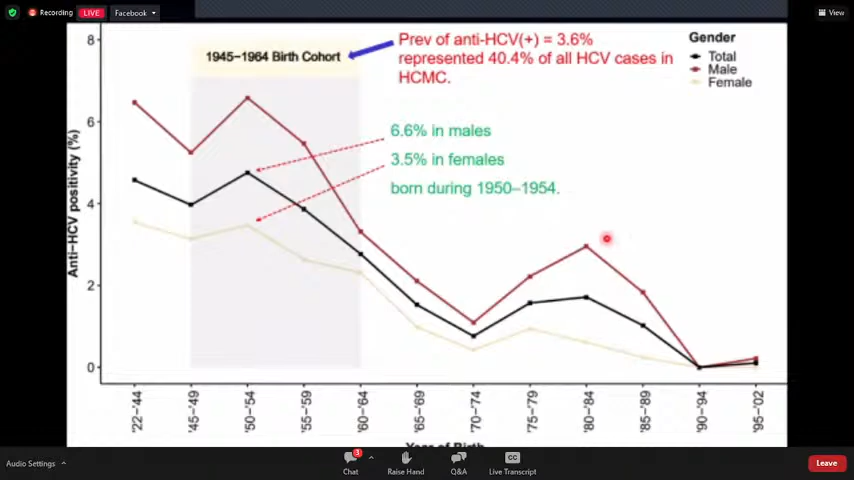 Recording
LIVE
Facebook
View
8
6
4
2
0
Anti−HCV positivity (%)
1945−1964 Birth Cohort
Prev of anti-HCV(+) = 3.6%
represented 40.4% of all HCV cases in
HCMC.
6.6% in males
3.5% in females
born during 1950–1954.
Gender
Total
Male
Female
'22−'44
'45−'49
'50−'54
'55−'59
'60−'64
'65−'69
'70−'74
'75−'79
'80−'84
'85−'89
'90−'94
'95−'02
Year of Birth
Audio Settings
3
Chat
Raise Hand
Q&A
CC
Live Transcript
Leave